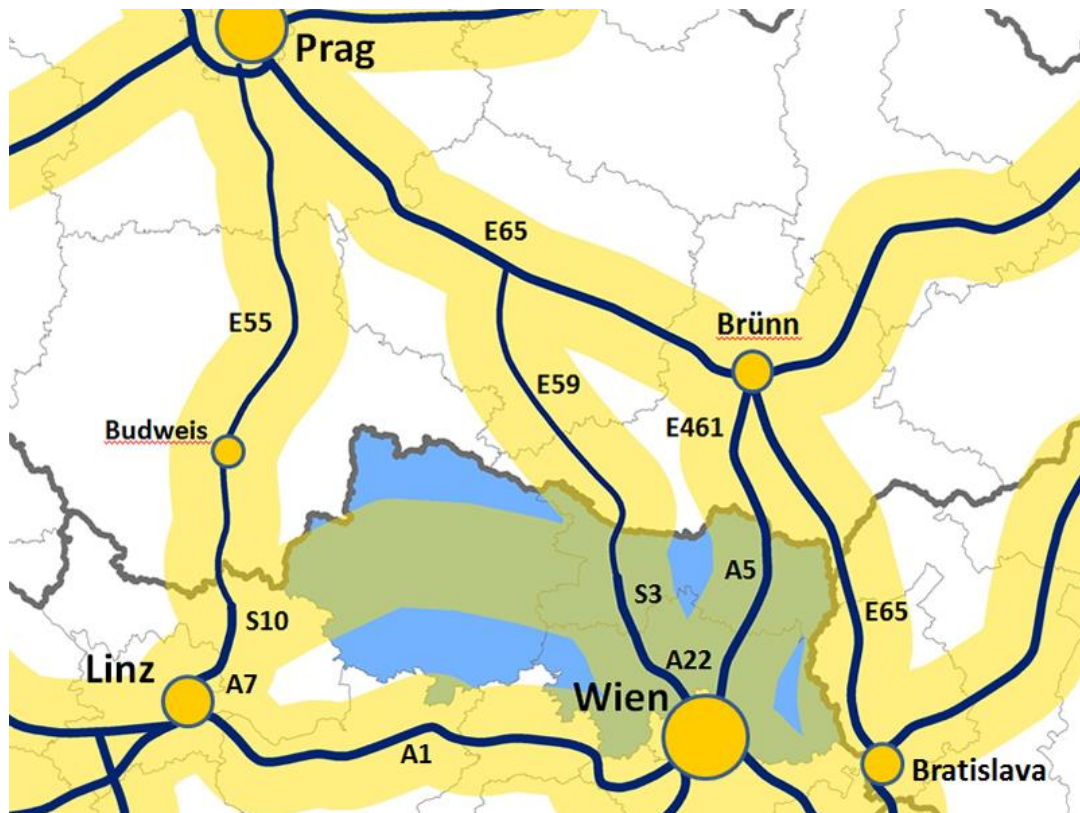 Prag
E65
E55
Brünn
E59
E461
Budweis
A5
S3
E65
S10
A22
Linz
A7
Wien
A1
Bratislava